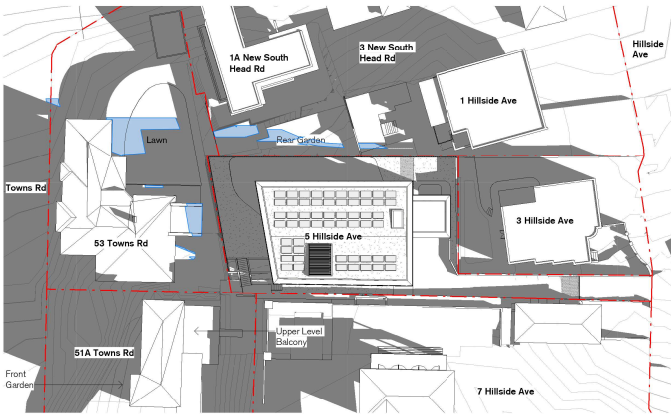 1A New South
Head Rd
3 New South
Head Rd
Hillside
Ave
1 Hillside Ave
Lawn
Rear Garden
Towns Rd
53 Towns Rd
5 Hillside Ave
3 Hillside Ave
Upper Level
Balcony
51A Towns Rd
Front
Garden
7 Hillside Ave